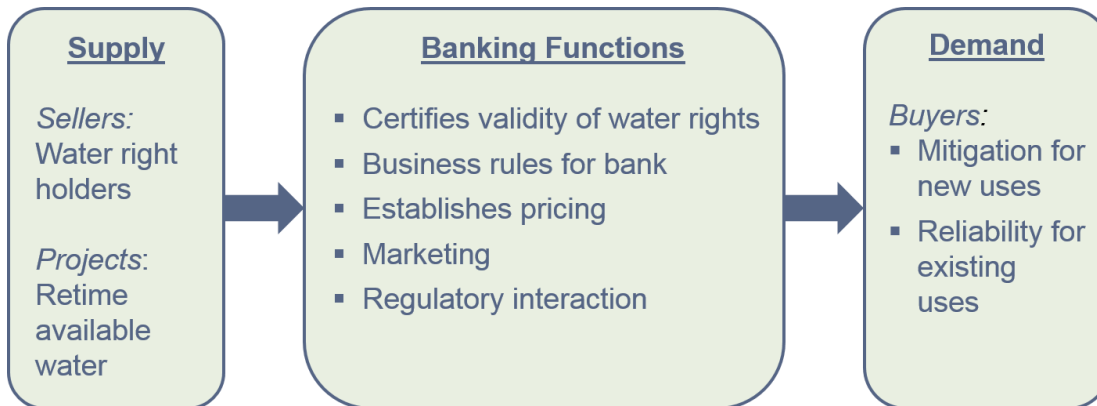 Supply
Sellers:
Water right
holders
Projects:
Retime
available
water
Banking Functions
▪ Certifies validity of water rights
▪ Business rules for bank
▪ Establishes pricing
▪ Marketing
▪ Regulatory interaction
Demand
Buyers:
▪ Mitigation for
new uses
▪ Reliability for
existing
uses